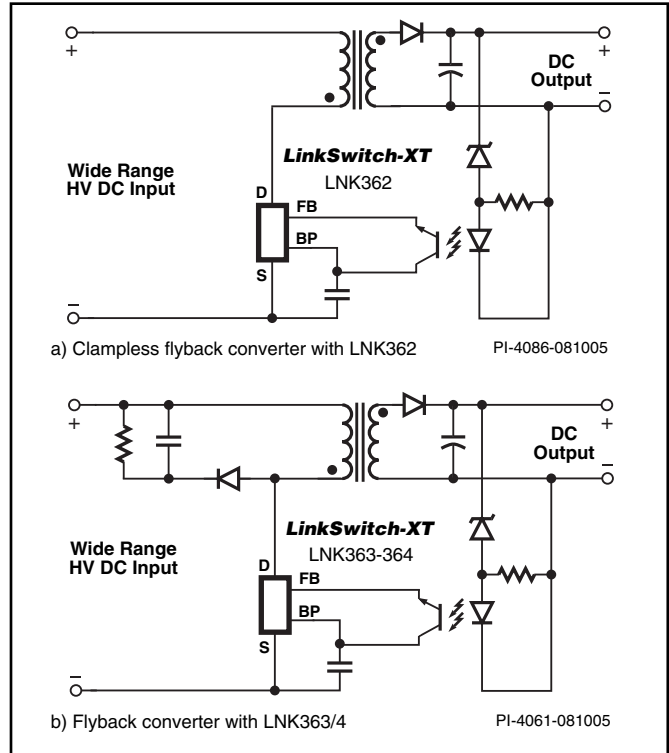 +
DC
Output
+
−
LinkSwitch-XT
LNK362
Wide Range
HV DC Input
D
FB
BP
S
−
a) Clampless flyback converter with LNK362
PI-4086-081005
+
DC
Output
+
−
LinkSwitch-XT
LNK363-364
Wide Range
HV DC Input
D
FB
BP
S
−
b) Flyback converter with LNK363/4
PI-4061-081005